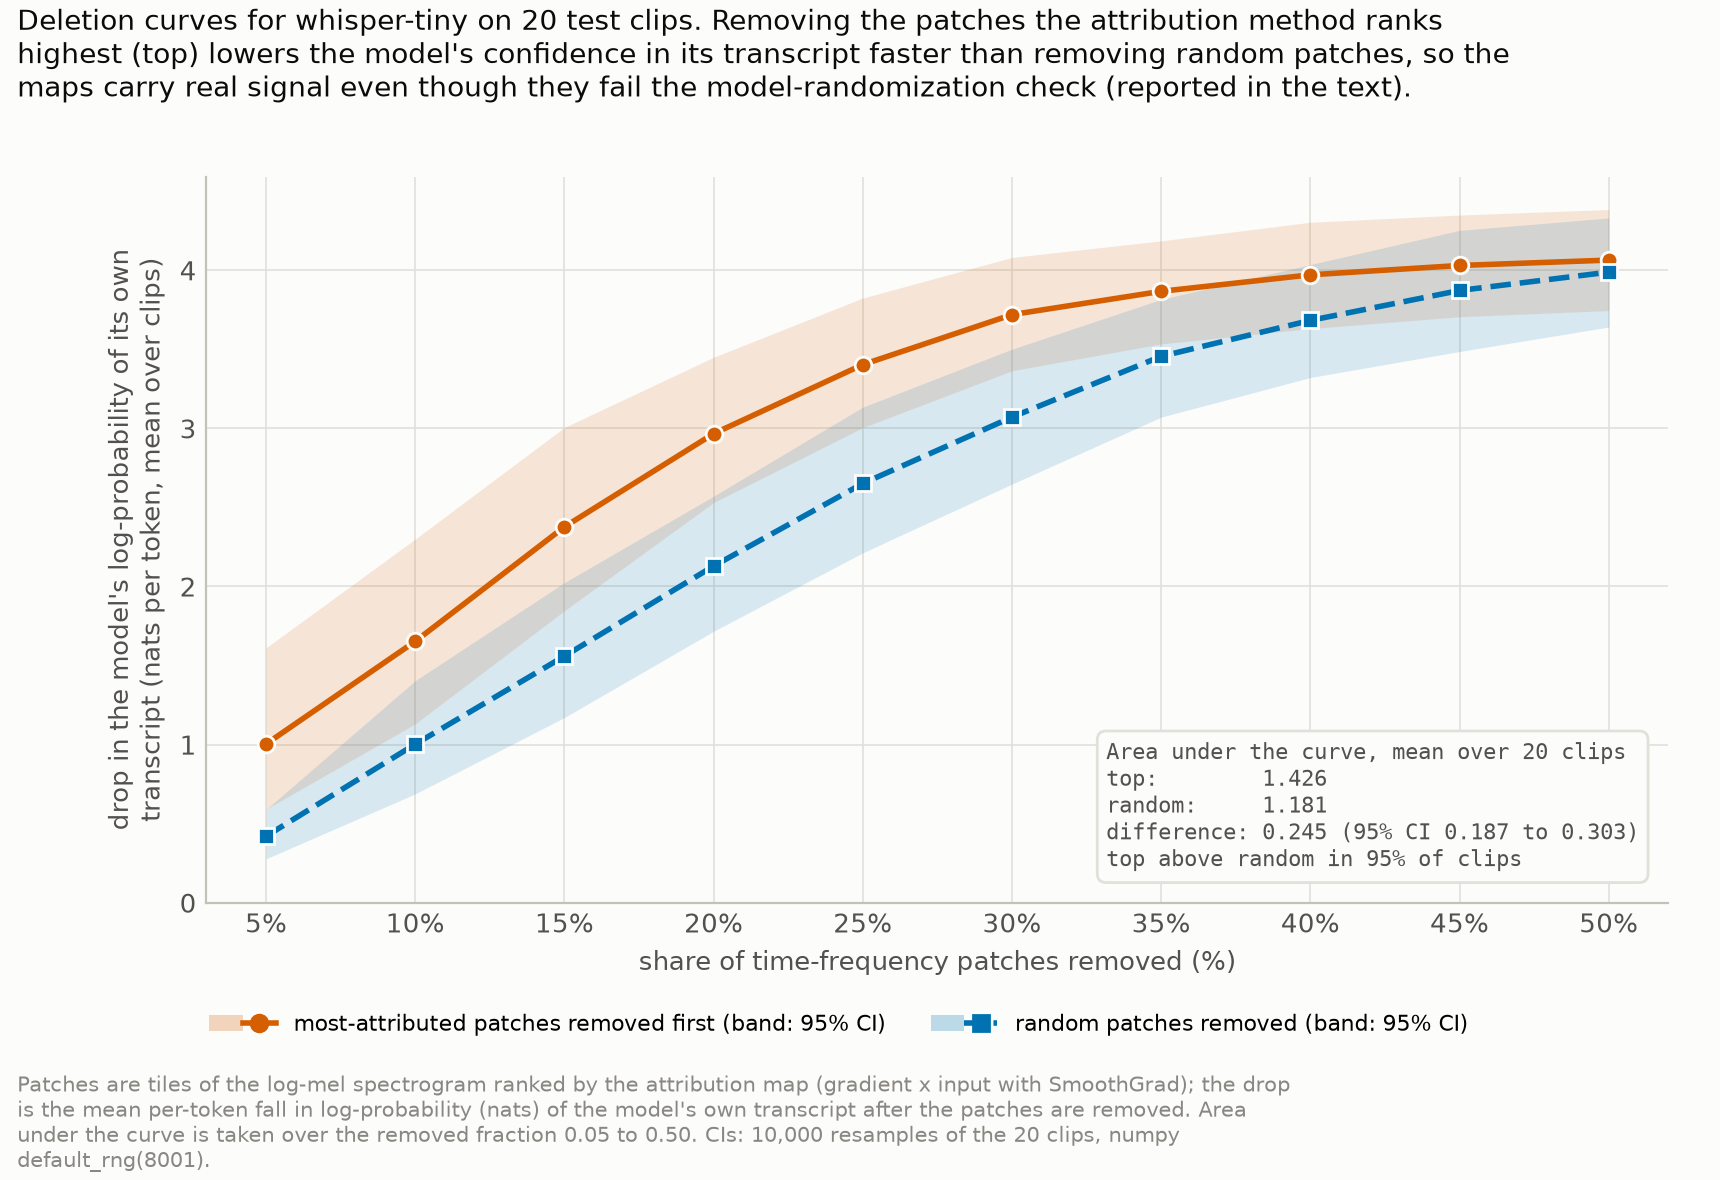 Deletion curves for whisper-tiny on 20 test clips. Removing the patches the attribution method ranks
highest (top) lowers the model's confidence in its transcript faster than removing random patches, so the
maps carry real signal even though they fail the model-randomization check (reported in the text).
drop in the model's log-probability of its own
transcript (nats per token, mean over clips)
4
3
2
1
0
Area under the curve, mean over 20 clips
top: 1.426
random: 1.181
difference: 0.245 (95% CI 0.187 to 0.303)
top above random in 95% of clips
5% 10% 15% 20% 25% 30% 35% 40% 45% 50%
share of time-frequency patches removed (%)
most-attributed patches removed first (band: 95% CI) random patches removed (band: 95% CI)
Patches are tiles of the log-mel spectrogram ranked by the attribution map (gradient x input with SmoothGrad); the drop
is the mean per-token fall in log-probability (nats) of the model's own transcript after the patches are removed. Area
under the curve is taken over the removed fraction 0.05 to 0.50. CIs: 10,000 resamples of the 20 clips, numpy
default_rng(8001).